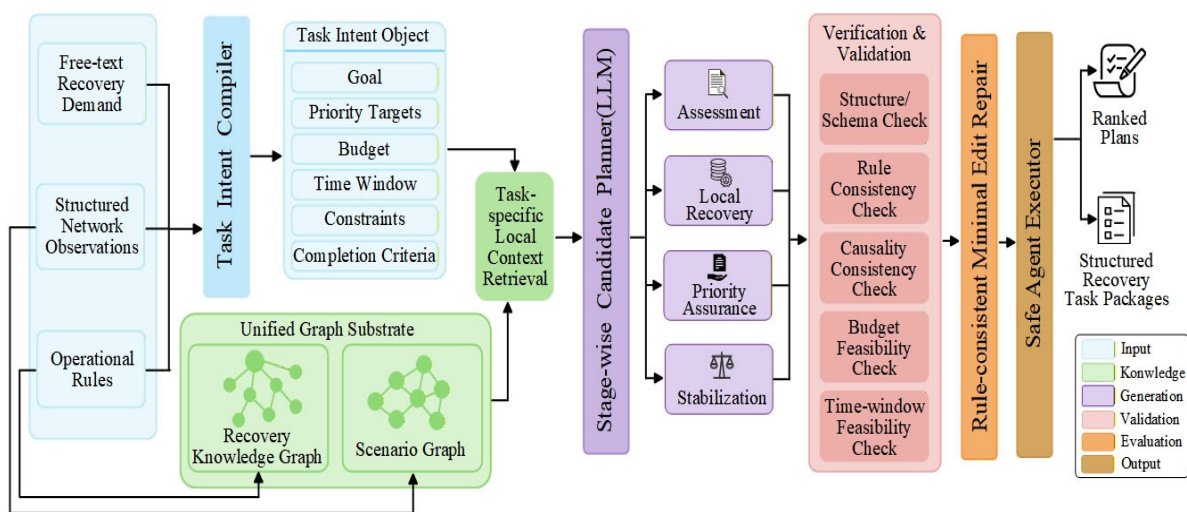 Free-text
Recovery
Demand
Structured
Network
Observations
Operational
Rules
Task Intent Compiler
Task Intent Object
Goal
Priority Targets
Budget
Time Window
Constraints
Completion Criteria
Unified Graph Substrate
Recovery
Knowledge Graph
Scenario Graph
Task-
specific
Local
Context
Retrieval
Stage-wise Candidate Planner(LLM)
Assessment
Local
Recovery
Priority
Assurance
Stabilization
Verification &
Validation
Structure/
Schema Check
Rule
Consistency
Check
Causality
Consistency
Check
Budget
Feasibility
Check
Time-window
Feasibility
Check
Rule-consistent Minimal Edit Repair
Safe Agent Executor
Ranked
Plans
Structured
Recovery
Task Packages
Input
Konwledge
Generation
Validation
Evaluation
Output